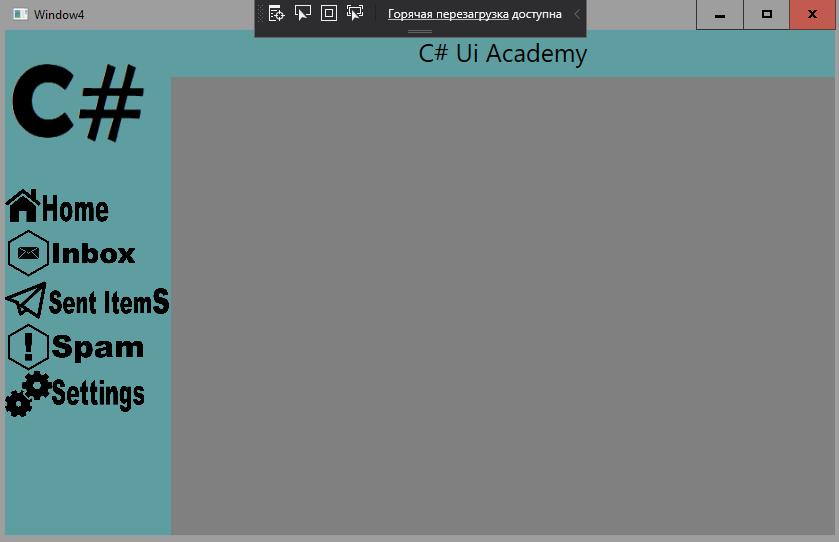 Window4
Горячая перезагрузка доступна
C# Ui Academy
C#
Home
Inbox
Sent ItemS
Spam
Settings